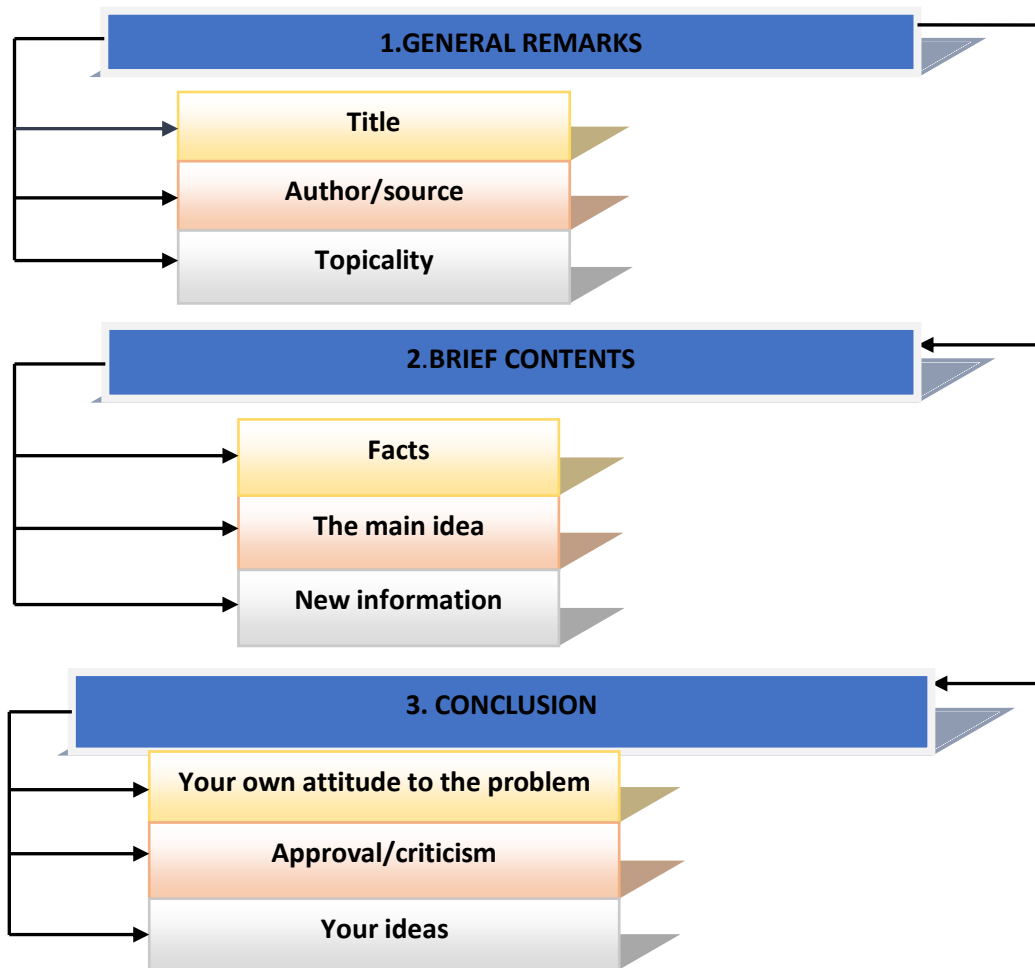 1.GENERAL REMARKS
Title
Author/source
Topicality
2.BRIEF CONTENTS
Facts
The main idea
New information
3. CONCLUSION
Your own attitude to the problem
Approval/criticism
Your ideas